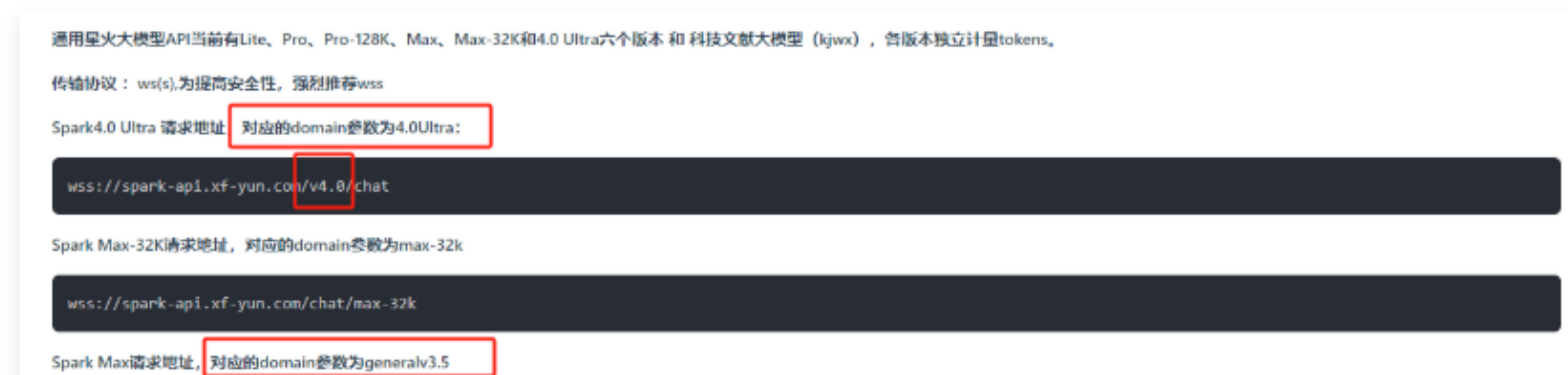 通用星火大模型API当前有Lite、Pro、Pro-128K、Max、Max-32K和4.0 Ultra六个版本 和 科技文献大模型（kjwx），各版本独立计量tokens。
传输协议 ：ws(s),为提高安全性，强烈推荐wss
Spark4.0 Ultra 请求地址，对应的domain参数为4.0Ultra：
wss://spark-api.xf-yun.com/v4.0/chat
Spark Max-32K请求地址，对应的domain参数为max-32k
wss://spark-api.xf-yun.com/chat/max-32k
Spark Max请求地址，对应的domain参数为generalv3.5